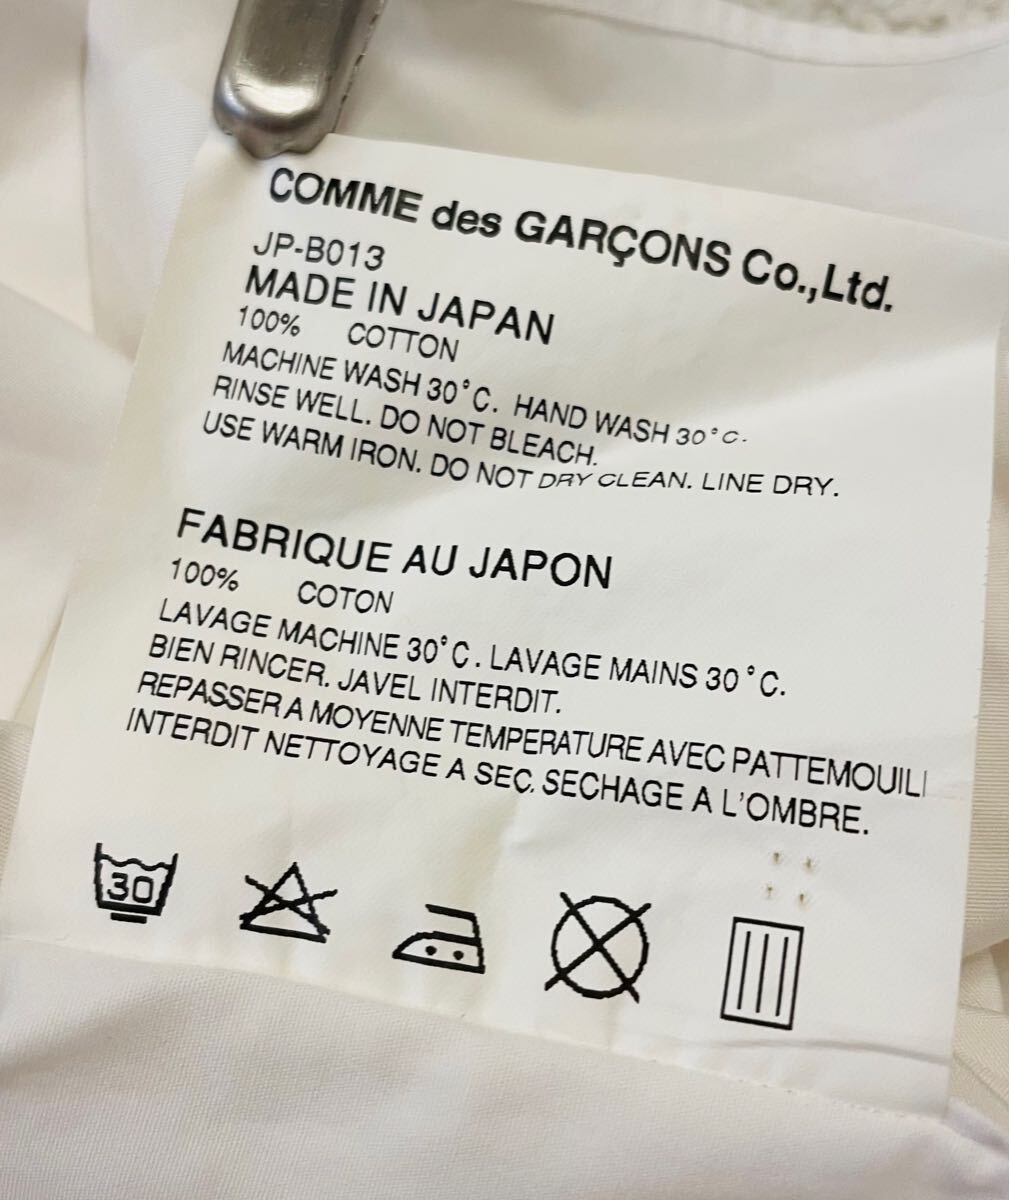 COMME des GARÇONS Co.,Ltd.
JP-B013
MADE IN JAPAN
100% COTTON
MACHINE WASH 30°C. HAND WASH 30°C.
RINSE WELL. DO NOT BLEACH.
USE WARM IRON. DO NOT DRY CLEAN. LINE DRY.
FABRIQUE AU JAPON
100% COTON
LAVAGE MACHINE 30°C. LAVAGE MAINS 30°C.
BIEN RINCER. JAVEL INTERDIT.
REPASSER A MOYENNE TEMPERATURE AVEC PATTEMOUIL
INTERDIT NETTOYAGE A SEC. SECHAGE A L'OMBRE.
30